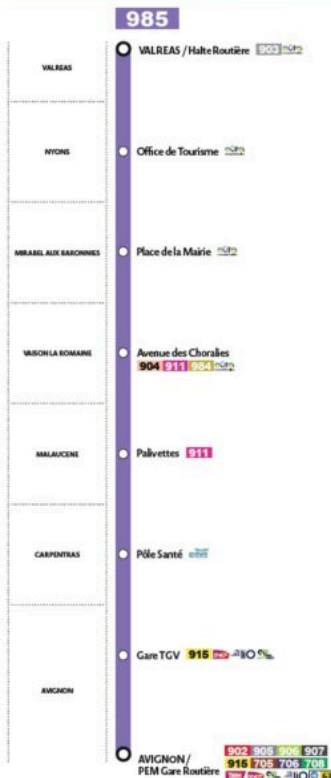 985
VALREAS / Halte Routière 903
VALREAS
NYONS
Office de Tourisme
MIRABEL AUX BARONNIES
Place de la Mairie
VAISON LA ROMAINE
Avenue des Choralies
904 911 984
MALAUCENE
Palivettes 911
CARPENTRAS
Pôle Santé
Gare TGV 915
AVIGNON
AVIGNON /
PEM Gare Routière
902 905 906 907
915 705 706 708